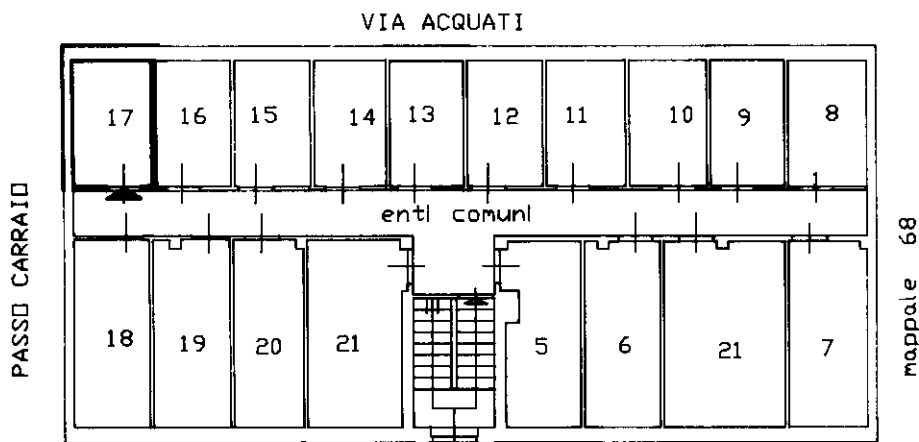 VIA ACQUATI
17 16 15 14 13 12 11 10 9 8
enti comuni
PASSO CARRAIO
mappale 68
18 19 20 21 5 6 21 7